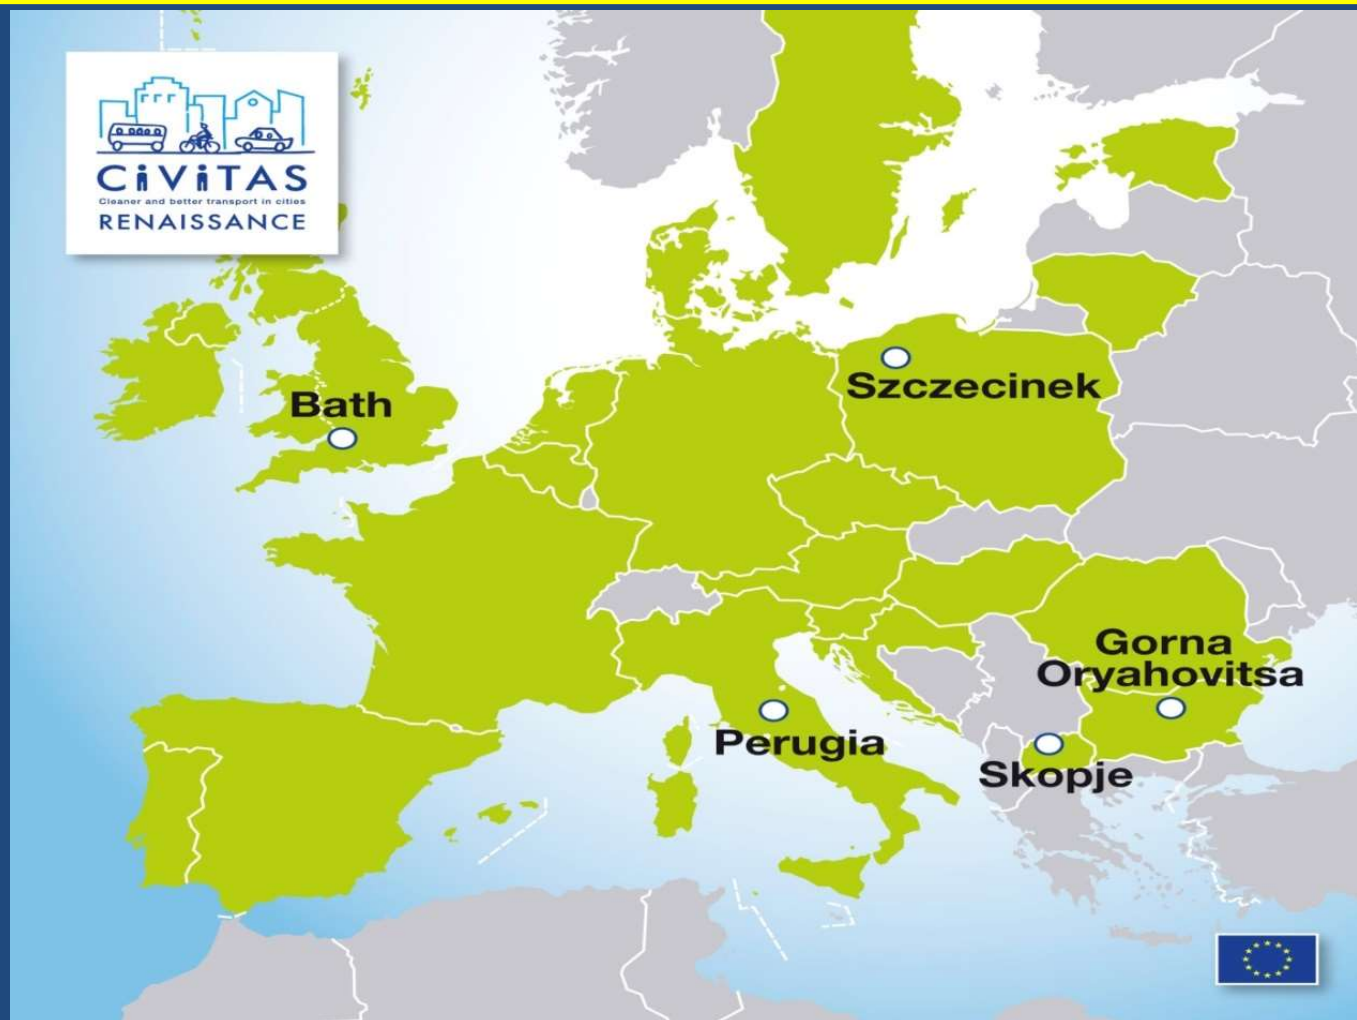 CiViTAS
Cleaner and better transport in cities
RENAISSANCE
Bath
Szczecinek
Gorna
Oryahovitsa
Perugia
Skopje